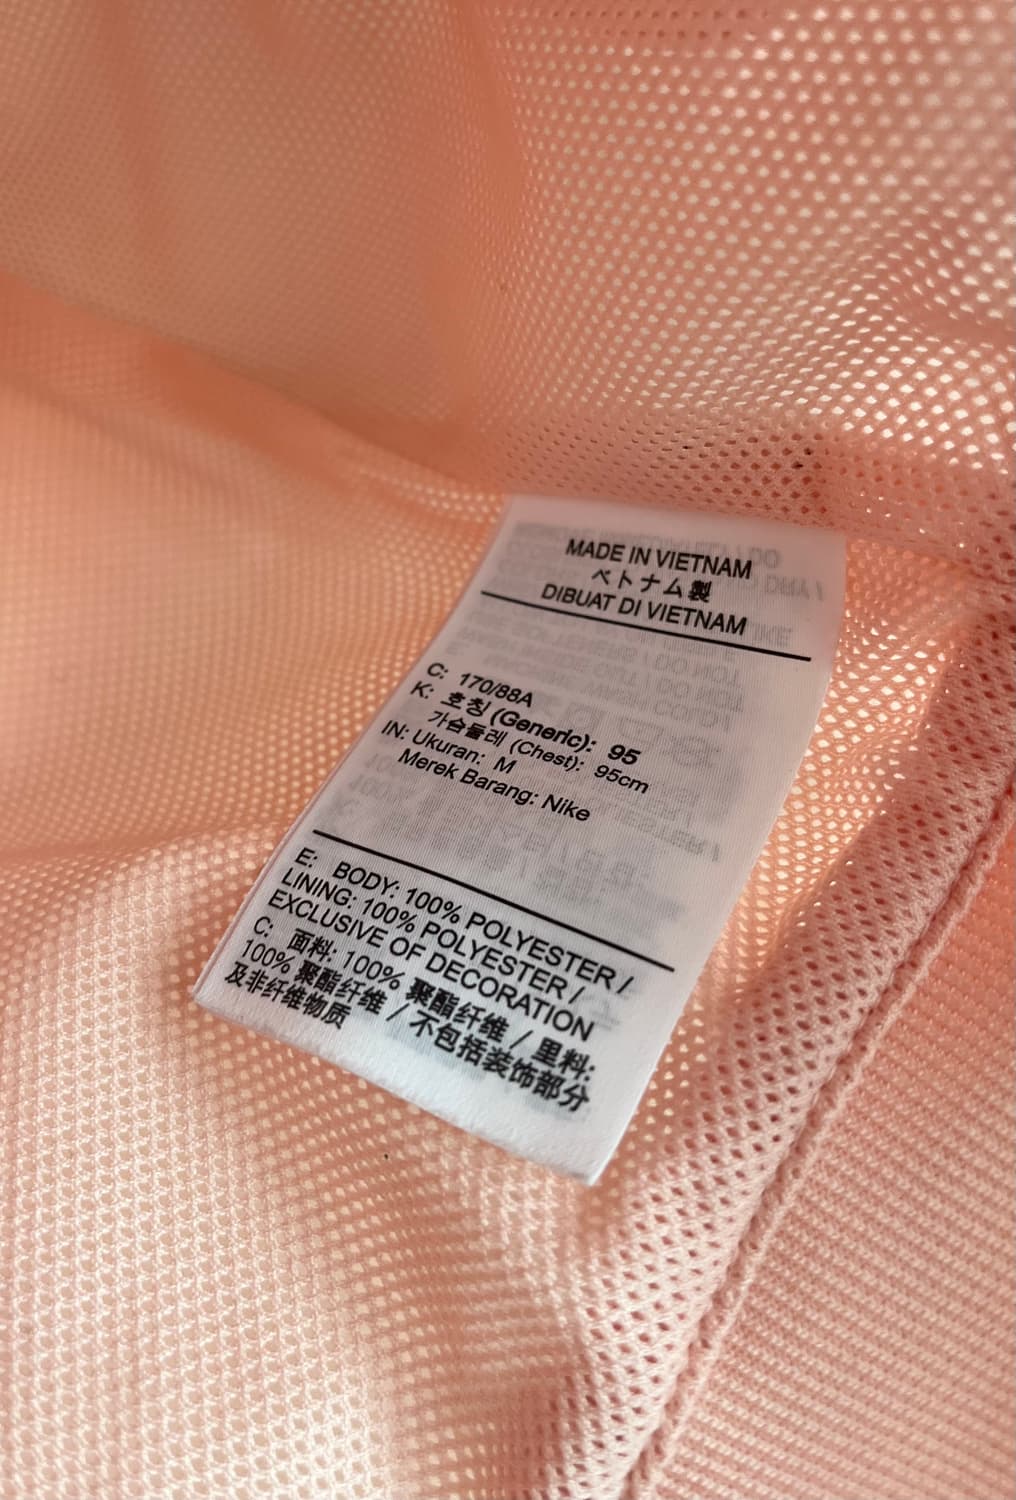 MADE IN VIETNAM
ベトナム製
DIBUAT DI VIETNAM
C: 170/88A
K: 호칭 (Generic): 95
가슴둘레 (Chest): 95cm
IN: Ukuran: M
Merek Barang: Nike
E: BODY: 100% POLYESTER /
LINING: 100% POLYESTER /
EXCLUSIVE OF DECORATION
C: 面料: 100% 聚酯纤维 / 里料:
100% 聚酯纤维 / 不包括装饰部分
及非纤维物质